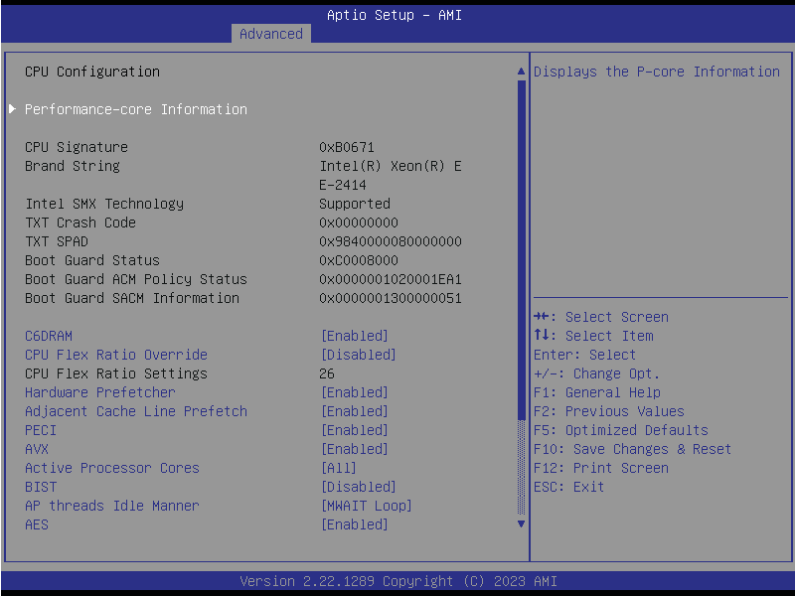 Aptio Setup - AMI
Advanced
CPU Configuration
Performance-core Information
CPU Signature 0xB0671
Brand String Intel(R) Xeon(R) E
E-2414
Intel SMX Technology Supported
TXT Crash Code 0x00000000
TXT SPAD 0x9840000080000000
Boot Guard Status 0xC0008000
Boot Guard ACM Policy Status 0x0000001020001EA1
Boot Guard SACM Information 0x0000001300000051
C6DRAM [Enabled]
CPU Flex Ratio Override [Disabled]
CPU Flex Ratio Settings 26
Hardware Prefetcher [Enabled]
Adjacent Cache Line Prefetch [Enabled]
PECI [Enabled]
AVX [Enabled]
Active Processor Cores [All]
BIST [Disabled]
AP threads Idle Manner [MWAIT Loop]
AES [Enabled]
Displays the P-core Information
→←: Select Screen
↑↓: Select Item
Enter: Select
+/-: Change Opt.
F1: General Help
F2: Previous Values
F5: Optimized Defaults
F10: Save Changes & Reset
F12: Print Screen
ESC: Exit
Version 2.22.1289 Copyright (C) 2023 AMI